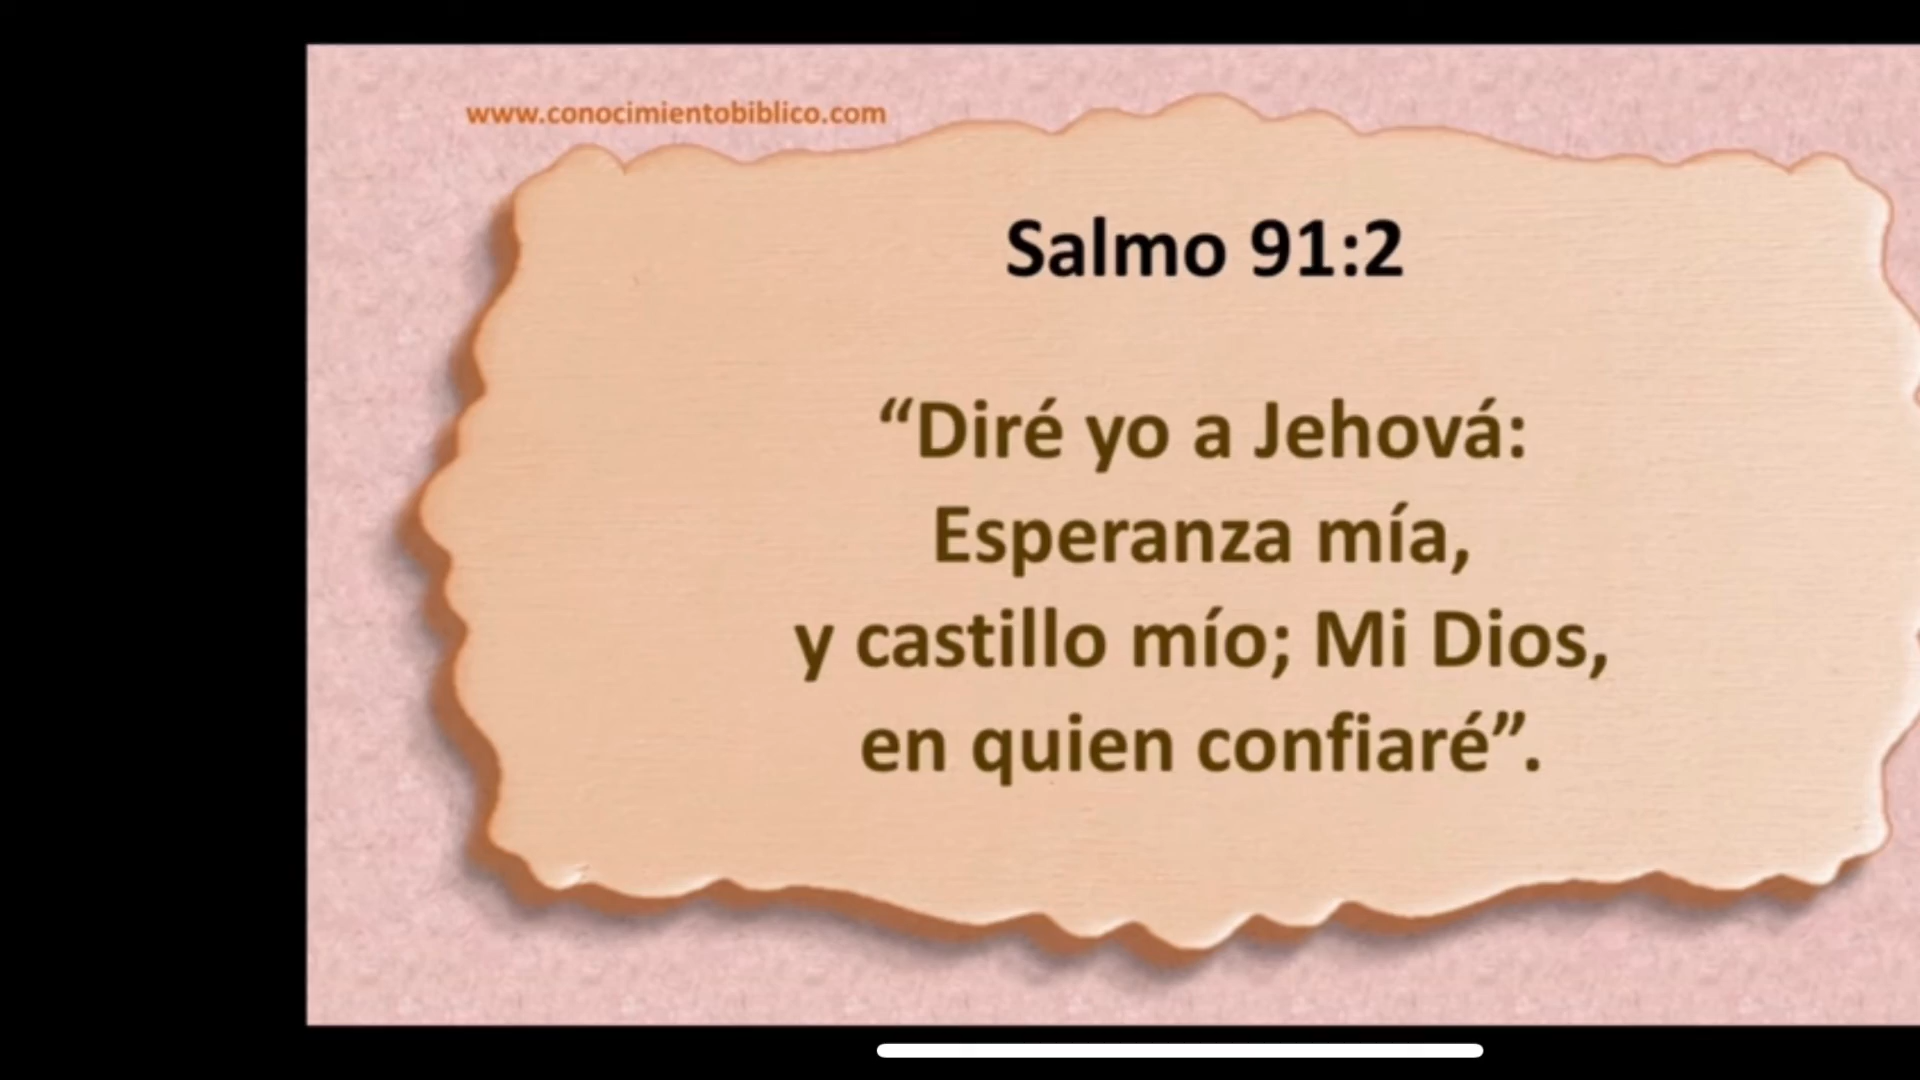 www.conocimientobiblico.com
Salmo 91:2
“Diré yo a Jehová:
Esperanza mía,
y castillo mío; Mi Dios,
en quien confiaré”.